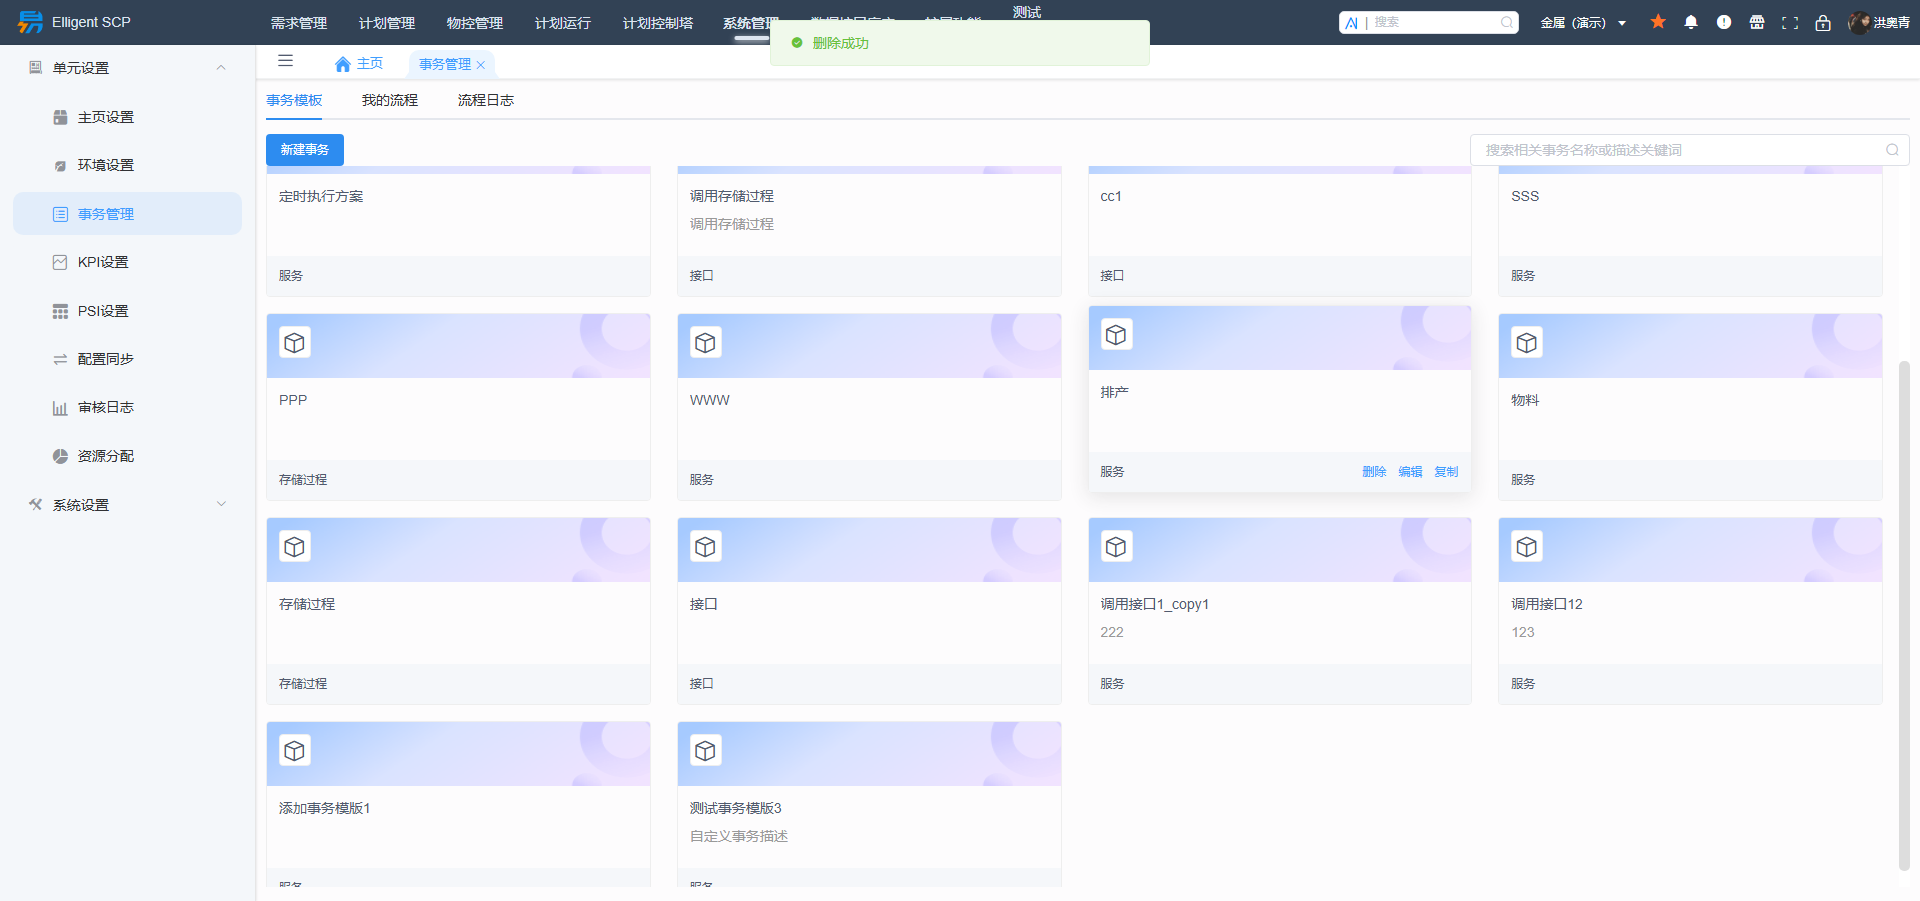 Elligent SCP
需求管理
计划管理
物控管理
计划运行
计划控制塔
系统管理
测试
搜索
金属（演示）
洪奥青
删除成功
单元设置
主页设置
环境设置
事务管理
KPI设置
PSI设置
配置同步
审核日志
资源分配
系统设置
主页
事务管理
事务模板
我的流程
流程日志
新建事务
搜索相关事务名称或描述关键词
定时执行方案
服务
调用存储过程
调用存储过程
接口
cc1
接口
SSS
服务
PPP
存储过程
WWW
服务
排产
服务
删除 编辑 复制
物料
服务
存储过程
存储过程
接口
接口
调用接口1_copy1
222
服务
调用接口12
123
服务
添加事务模版1
服务
测试事务模版3
自定义事务描述
服务